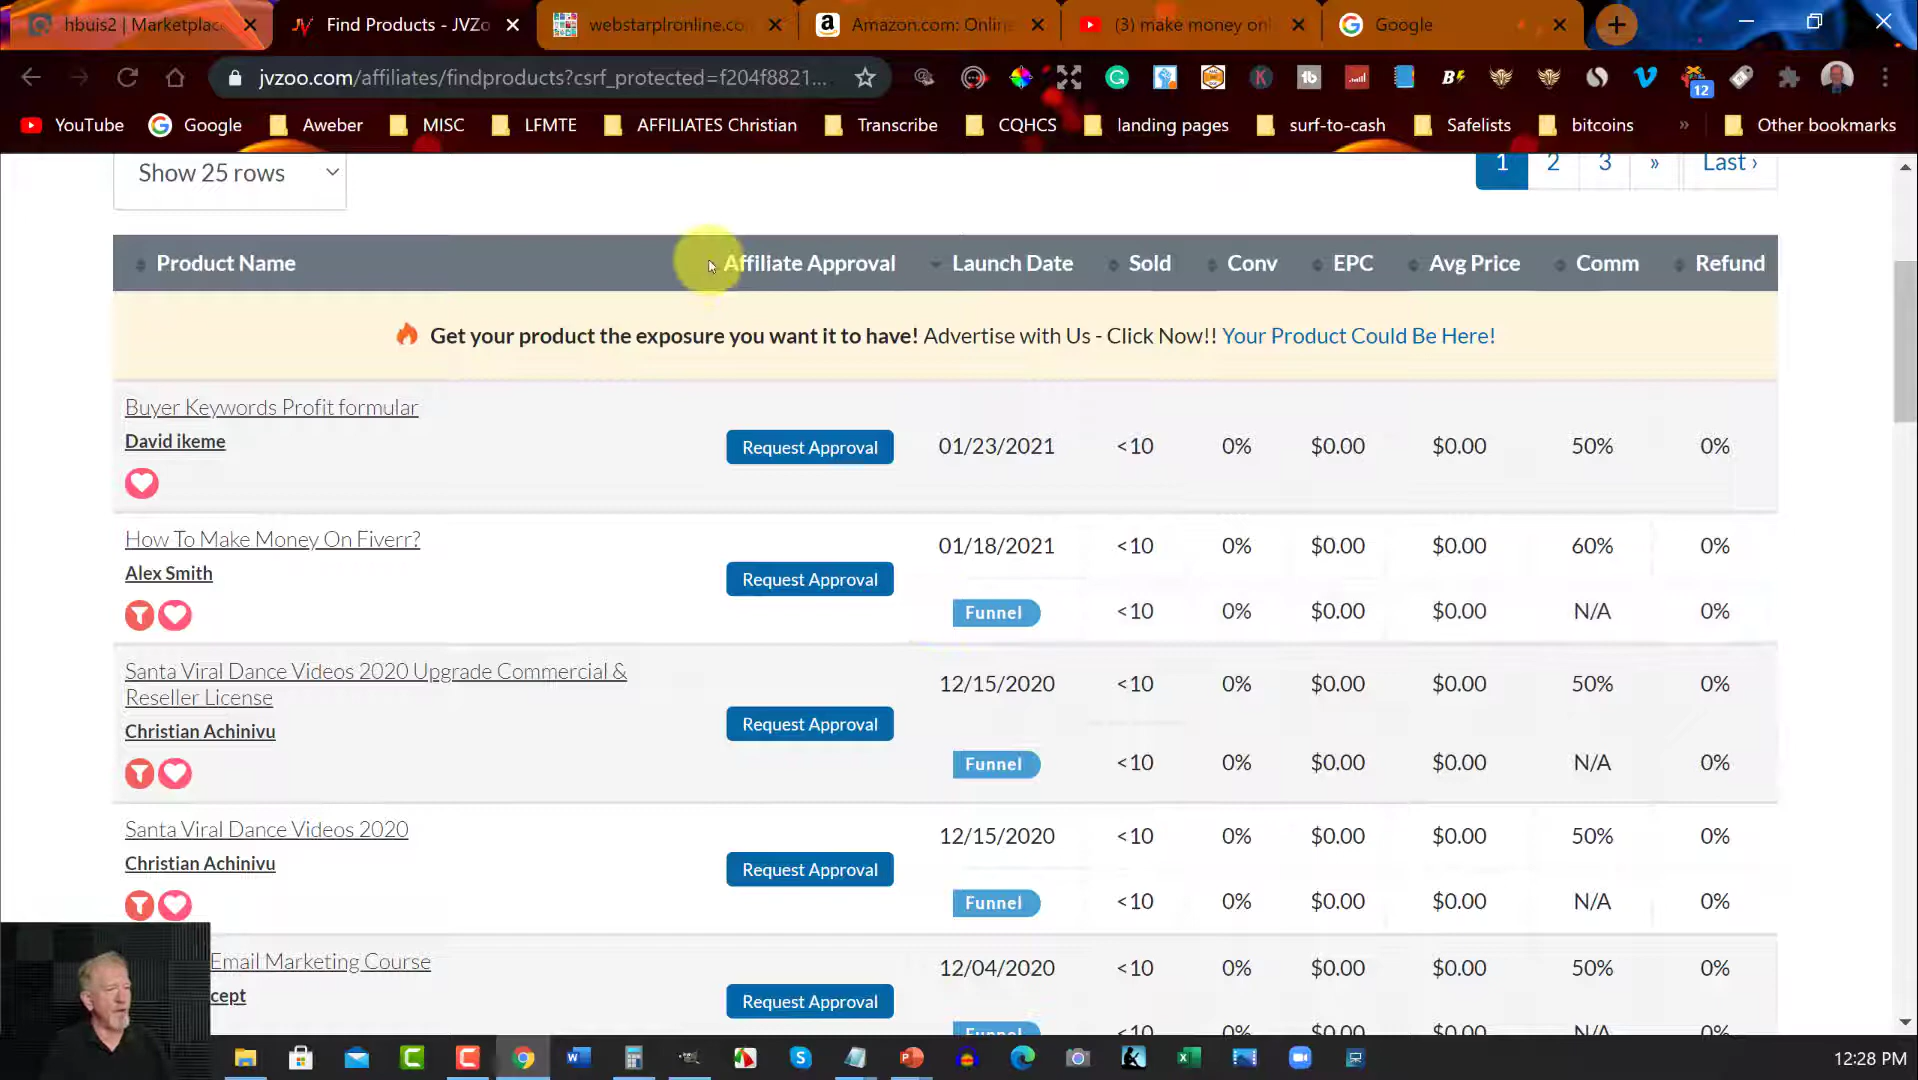 hbuis2 | Marketplac
Find Products - JVZo
webstarplronline.co
Amazon.com: Onlin
(3) make money onl
Google
jvzoo.com/affiliates/findproducts?csrf_protected=f204f8821...
12
YouTube
Google
Aweber
MISC
LFMTE
AFFILIATES Christian
Transcribe
CQHCS
landing pages
surf-to-cash
Safelists
bitcoins
»
Other bookmarks
Show 25 rows
1 2 3 » Last ›
Product Name Affiliate Approval Launch Date Sold Conv EPC Avg Price Comm Refund
Get your product the exposure you want it to have! Advertise with Us - Click Now!! Your Product Could Be Here!
Buyer Keywords Profit formular
David ikeme
Request Approval 01/23/2021 <10 0% $0.00 $0.00 50% 0%
How To Make Money On Fiverr?
Alex Smith
Request Approval
01/18/2021 <10 0% $0.00 $0.00 60% 0%
Funnel <10 0% $0.00 $0.00 N/A 0%
Santa Viral Dance Videos 2020 Upgrade Commercial &
Reseller License
Christian Achinivu
Request Approval
12/15/2020 <10 0% $0.00 $0.00 50% 0%
Funnel <10 0% $0.00 $0.00 N/A 0%
Santa Viral Dance Videos 2020
Christian Achinivu
Request Approval
12/15/2020 <10 0% $0.00 $0.00 50% 0%
Funnel <10 0% $0.00 $0.00 N/A 0%
Email Marketing Course
cept
Request Approval
12/04/2020 <10 0% $0.00 $0.00 50% 0%
Funnel <10 0% $0.00 $0.00 N/A 0%
12:28 PM